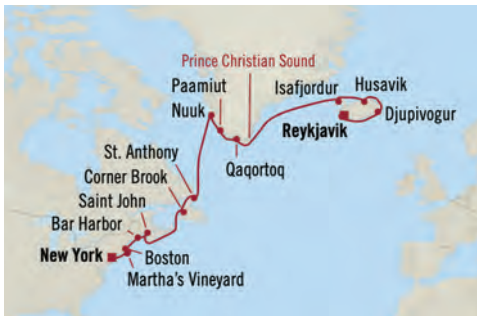 Prince Christian Sound
Paamiut
Isafjordur
Husavik
Nuuk
Djupivogur
Reykjavik
Qaqortoq
St. Anthony
Corner Brook
Saint John
Bar Harbor
New York
Boston
Martha's Vineyard